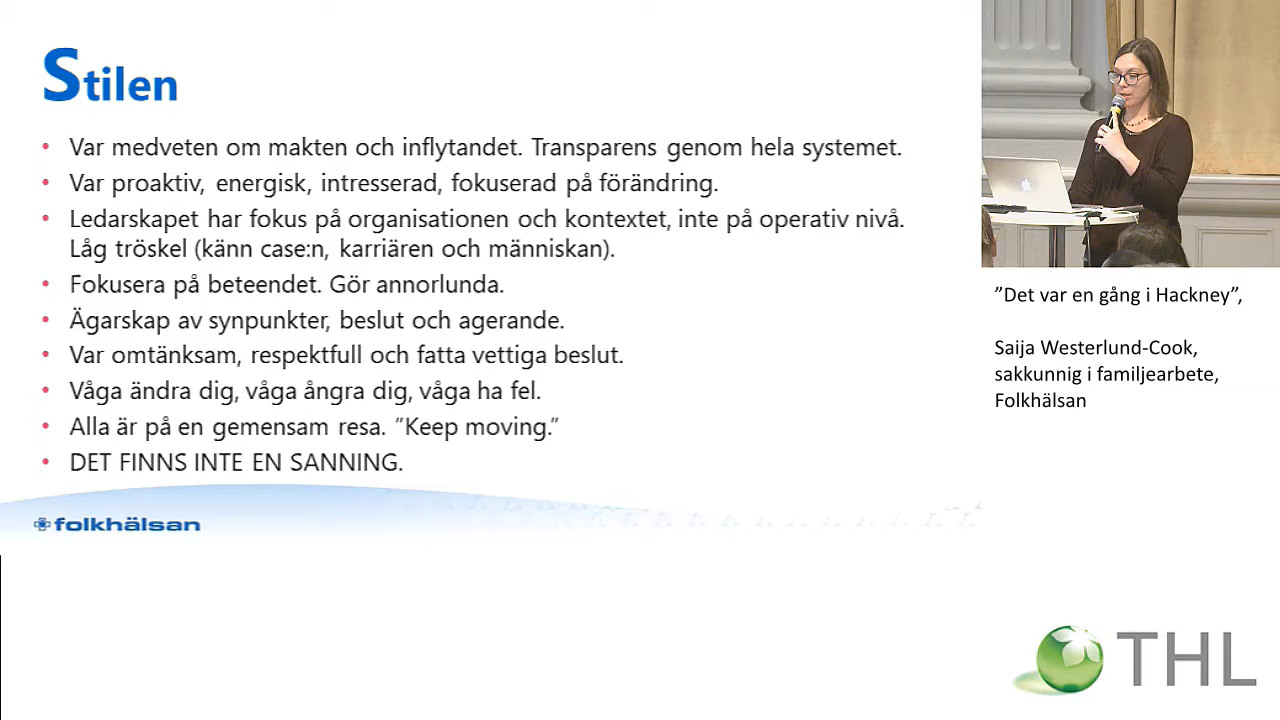 Stilen
• Var medveten om makten och inflytandet. Transparens genom hela systemet.
• Var proaktiv, energisk, intresserad, fokuserad på förändring.
• Ledarskapet har fokus på organisationen och kontextet, inte på operativ nivå.
Låg tröskel (känn case:n, karriären och människan).
• Fokusera på beteendet. Gör annorlunda.
• Ägarskap av synpunkter, beslut och agerande.
• Var omtänksam, respektfull och fatta vettiga beslut.
• Våga ändra dig, våga ångra dig, våga ha fel.
• Alla är på en gemensam resa. ”Keep moving.”
• DET FINNS INTE EN SANNING.
folkhälsan
”Det var en gång i Hackney”,
Saija Westerlund-Cook,
sakkunnig i familjearbete,
Folkhälsan
THL